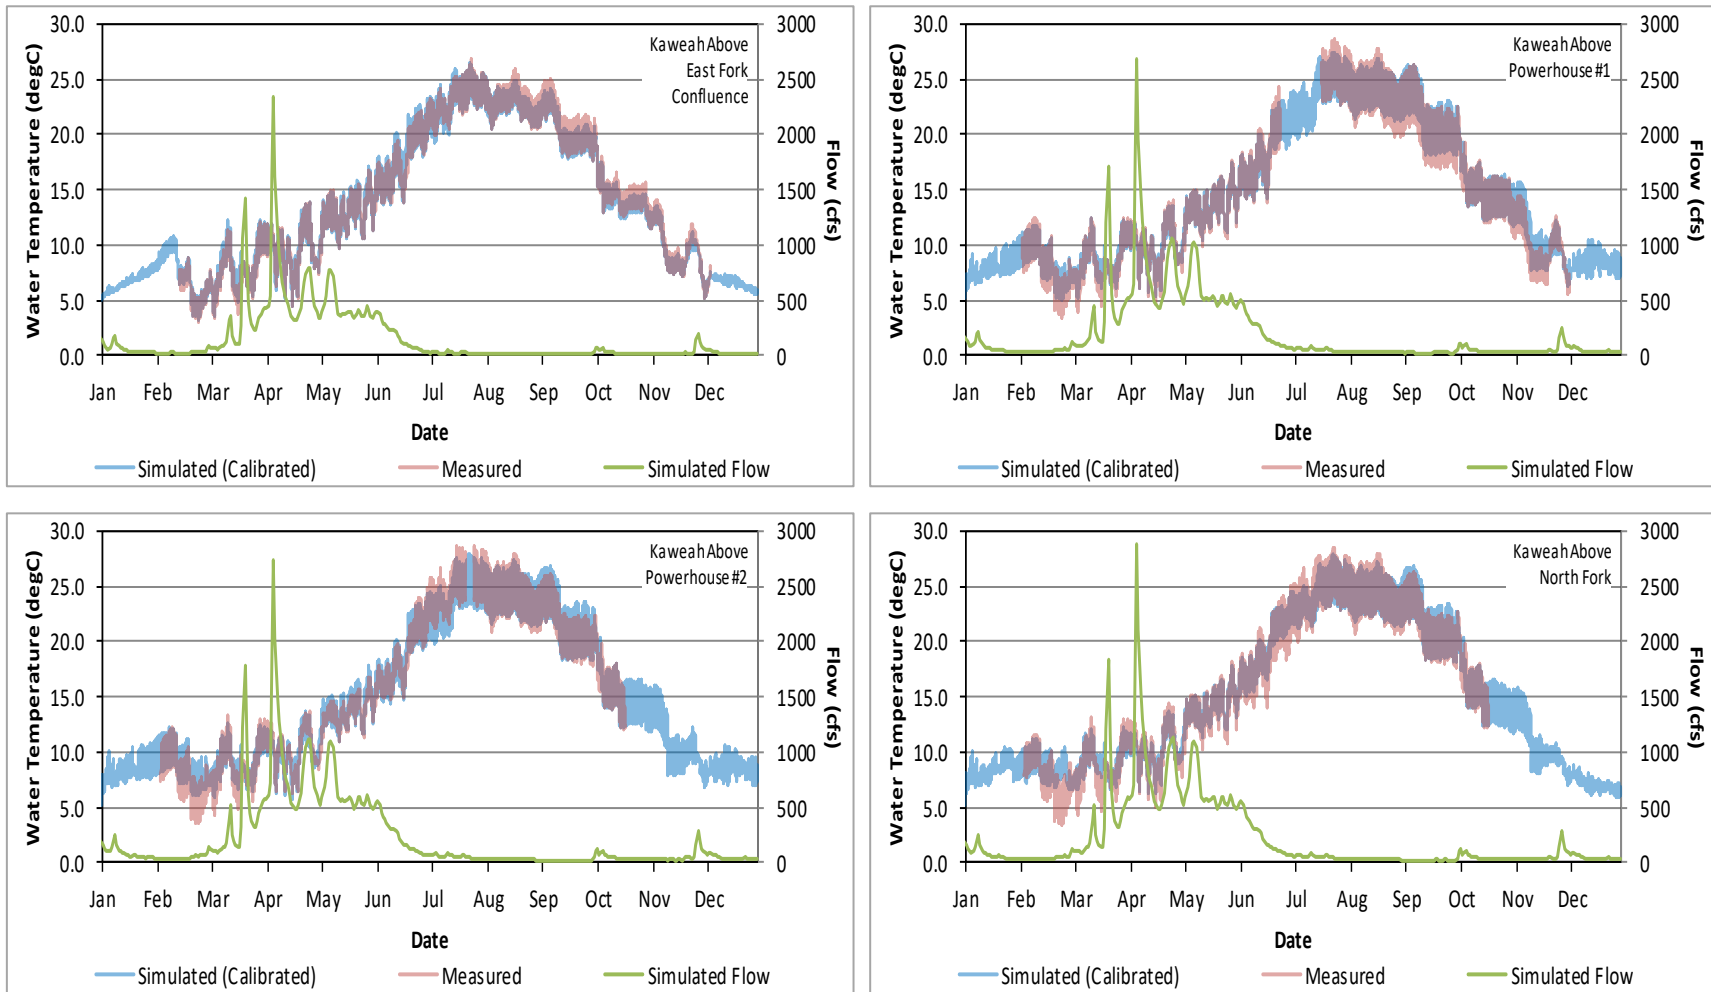 Kaweah Above
East Fork
Confluence
Water Temperature (degC)
30.0
25.0
20.0
15.0
10.0
5.0
0.0
3000
2500
2000
1500
1000
500
0
Flow (cfs)
Jan Feb Mar Apr May Jun Jul Aug Sep Oct Nov Dec
Date
Simulated (Calibrated) Measured Simulated Flow
Kaweah Above
Powerhouse #1
Water Temperature (degC)
30.0
25.0
20.0
15.0
10.0
5.0
0.0
3000
2500
2000
1500
1000
500
0
Flow (cfs)
Jan Feb Mar Apr May Jun Jul Aug Sep Oct Nov Dec
Date
Simulated (Calibrated) Measured Simulated Flow
Kaweah Above
Powerhouse #2
Water Temperature (degC)
30.0
25.0
20.0
15.0
10.0
5.0
0.0
3000
2500
2000
1500
1000
500
0
Flow (cfs)
Jan Feb Mar Apr May Jun Jul Aug Sep Oct Nov Dec
Date
Simulated (Calibrated) Measured Simulated Flow
Kaweah Above
North Fork
Water Temperature (degC)
30.0
25.0
20.0
15.0
10.0
5.0
0.0
3000
2500
2000
1500
1000
500
0
Flow (cfs)
Jan Feb Mar Apr May Jun Jul Aug Sep Oct Nov Dec
Date
Simulated (Calibrated) Measured Simulated Flow